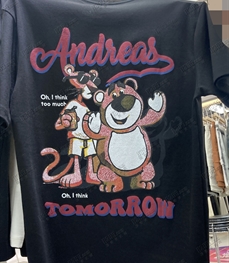 Andreas
Oh, I think
too much
Oh, I think
TOMORROW